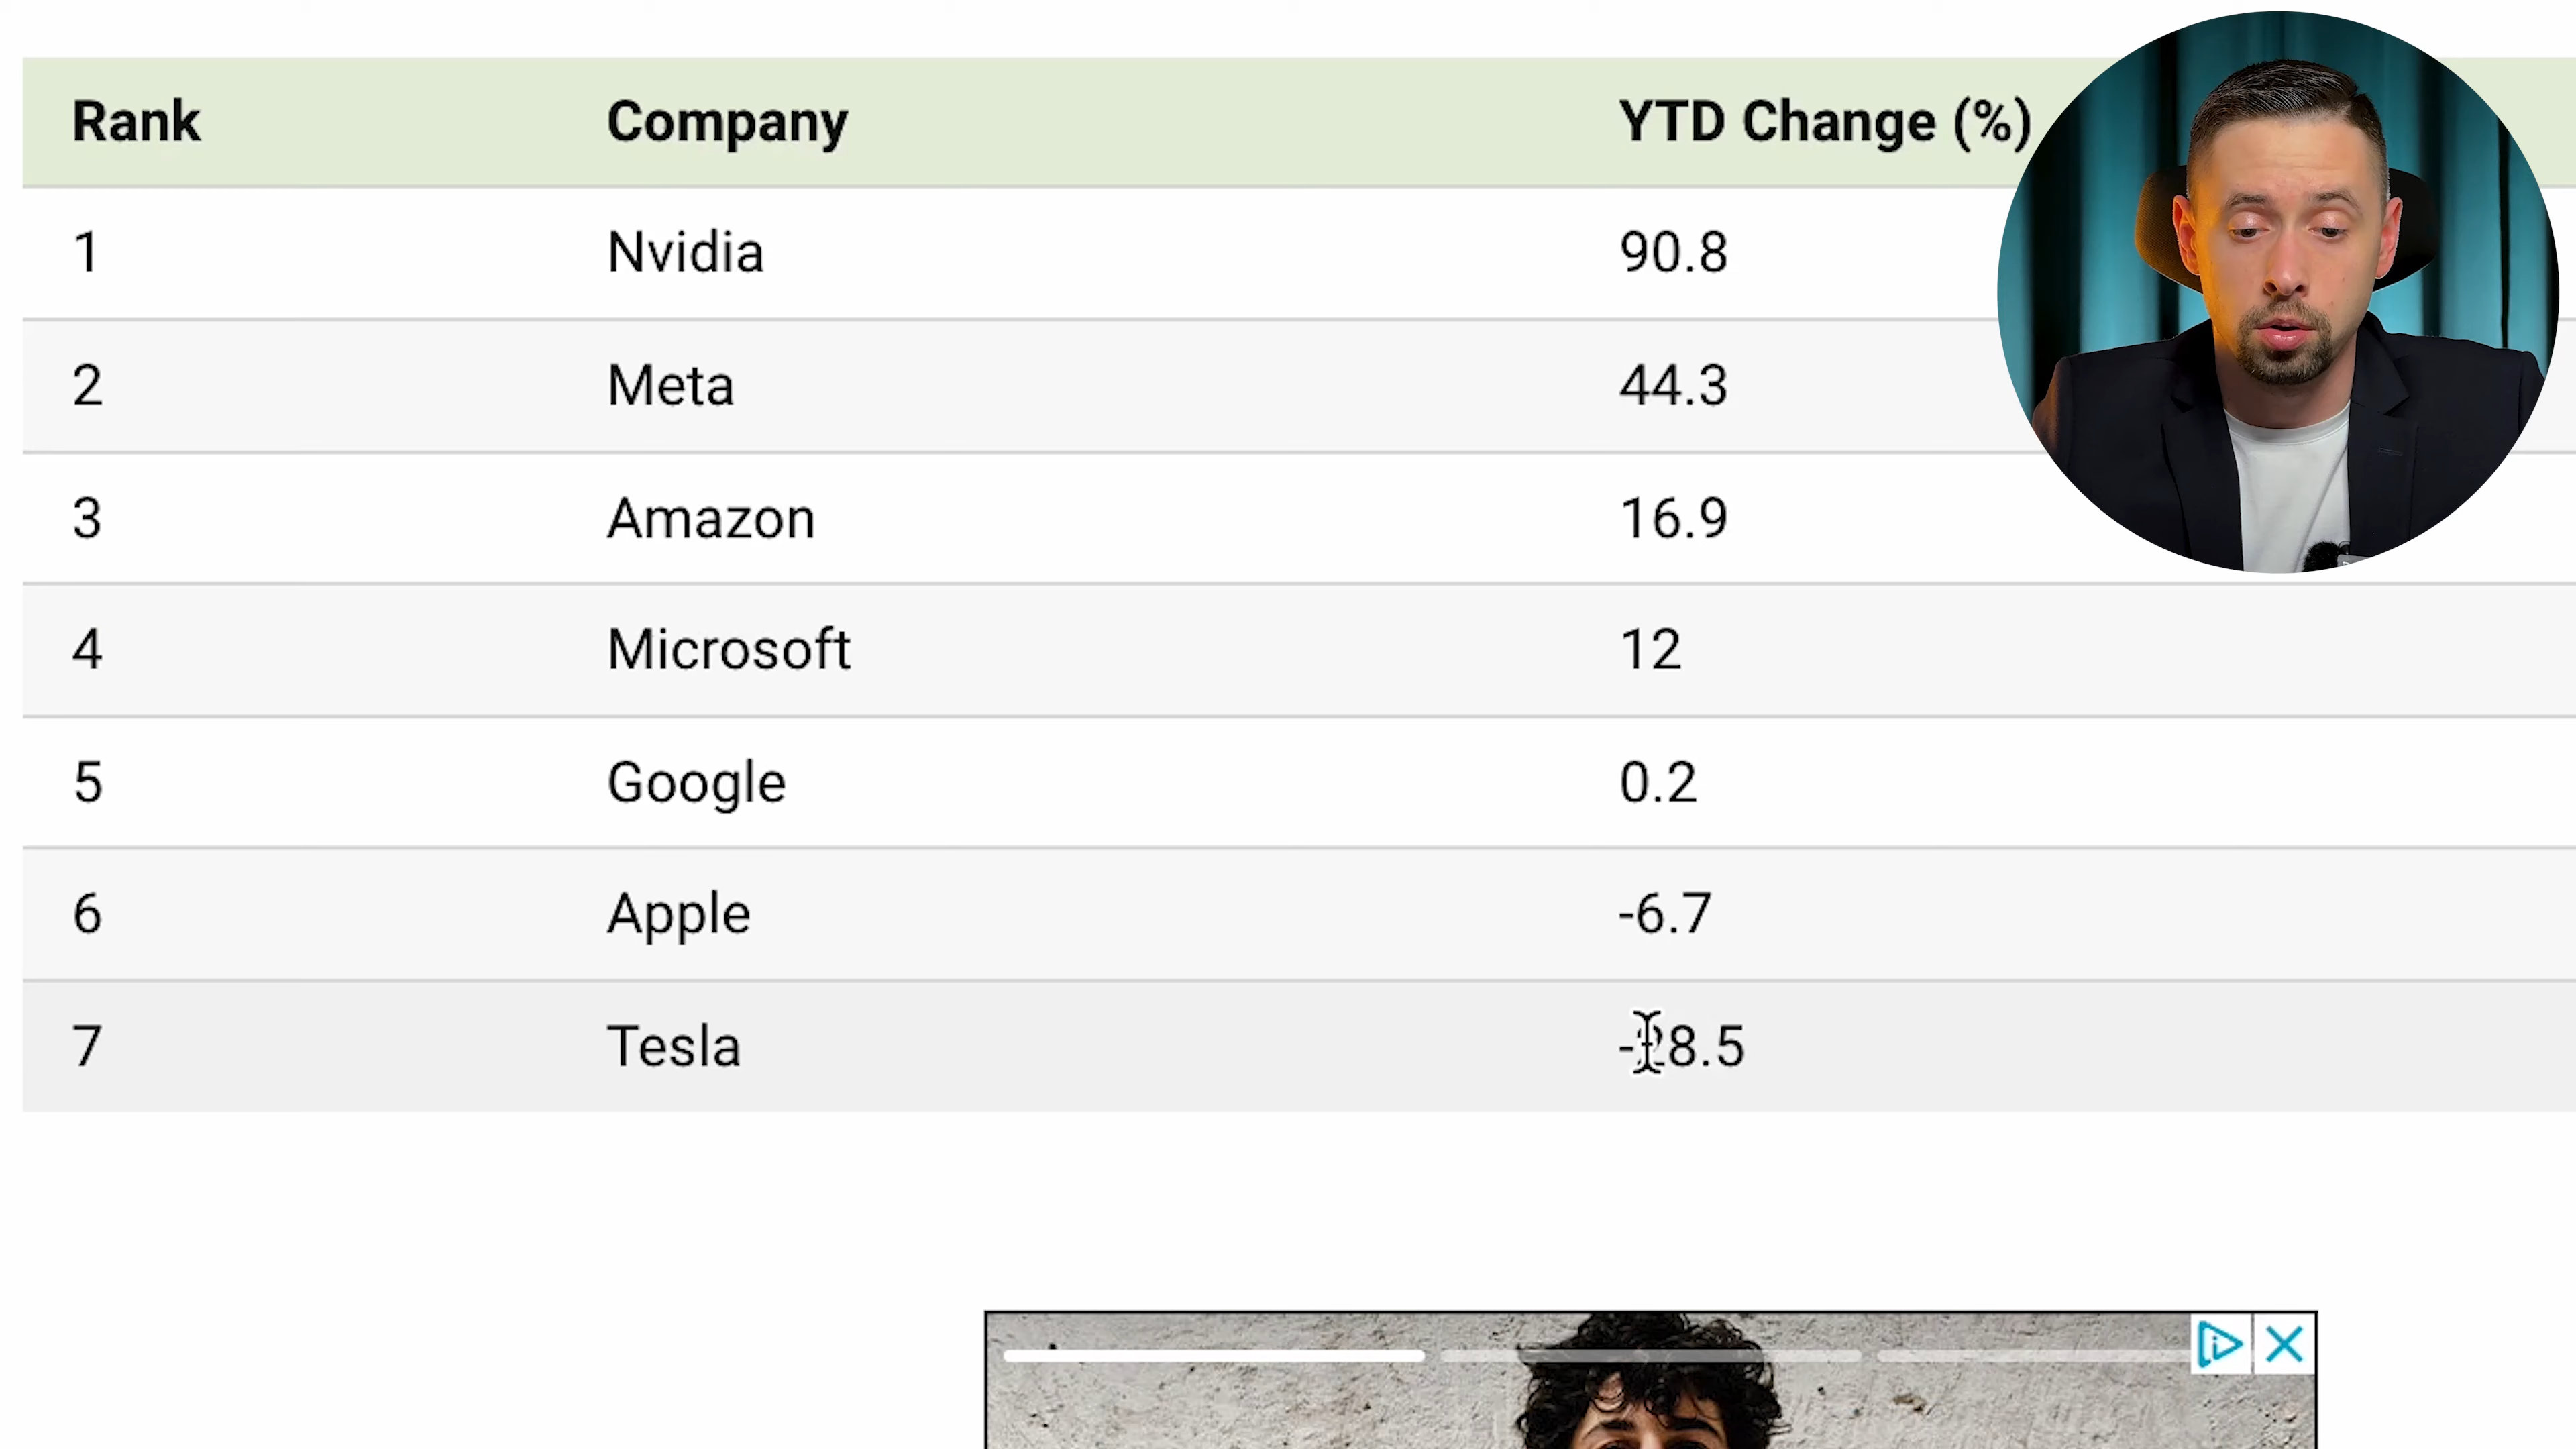 Rank Company YTD Change (%)
1 Nvidia 90.8
2 Meta 44.3
3 Amazon 16.9
4 Microsoft 12
5 Google 0.2
6 Apple -6.7
7 Tesla